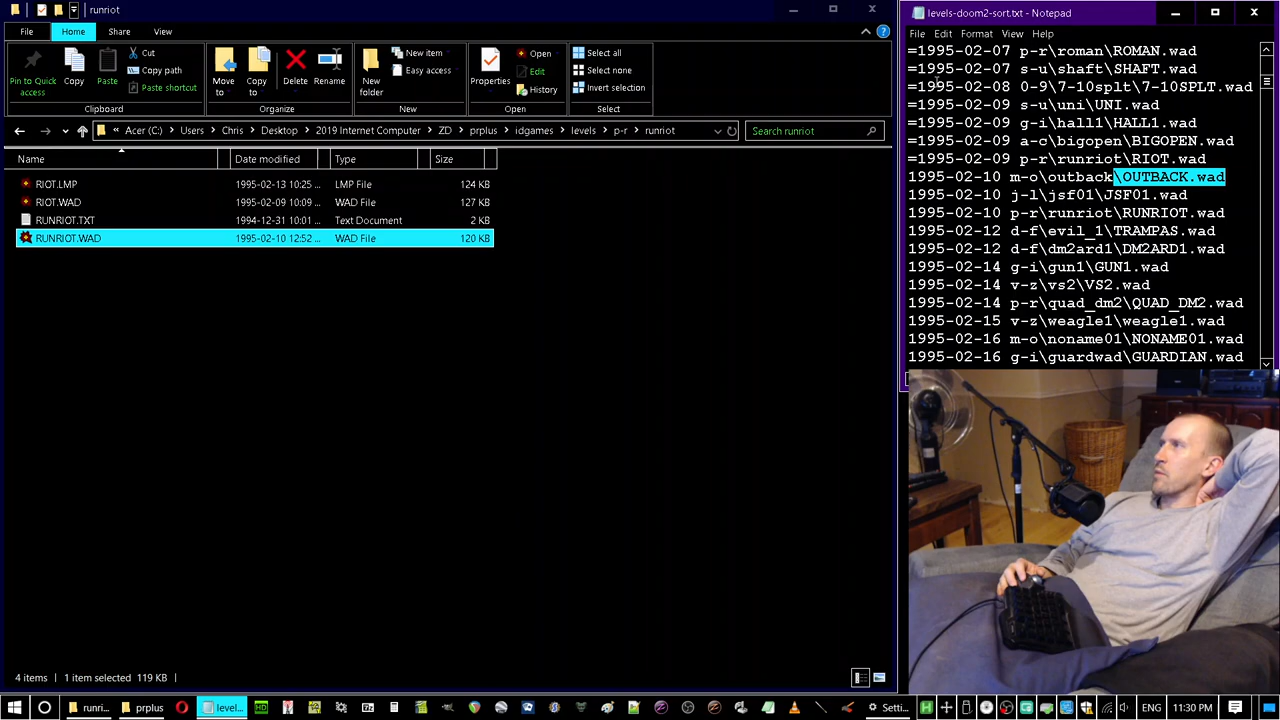 runriot
File
Home
Share
View
Pin to Quick access
Copy
Paste
Cut
Copy path
Paste shortcut
Clipboard
Move to
Copy to
Delete
Rename
Organize
New folder
New item
Easy access
New
Properties
Open
Edit
History
Open
Select all
Select none
Invert selection
Select
« Acer (C:) › Users › Chris › Desktop › 2019 Internet Computer › ZD › prplus › idgames › levels › p-r › runriot
Search runriot
Name Date modified Type Size
RIOT.LMP 1995-02-13 10:25 ... LMP File 124 KB
RIOT.WAD 1995-02-09 10:09 ... WAD File 127 KB
RUNRIOT.TXT 1994-12-31 10:01 ... Text Document 2 KB
RUNRIOT.WAD 1995-02-10 12:52 ... WAD File 120 KB
4 items 1 item selected 119 KB
levels-doom2-sort.txt - Notepad
File Edit Format View Help
=1995-02-07 p-r\roman\ROMAN.wad
=1995-02-07 s-u\shaft\SHAFT.wad
=1995-02-08 0-9\7-10splt\7-10SPLT.wad
=1995-02-09 s-u\uni\UNI.wad
=1995-02-09 g-i\hall1\HALL1.wad
=1995-02-09 a-c\bigopen\BIGOPEN.wad
=1995-02-09 p-r\runriot\RIOT.wad
1995-02-10 m-o\outback\OUTBACK.wad
1995-02-10 j-l\jsf01\JSF01.wad
1995-02-10 p-r\runriot\RUNRIOT.wad
1995-02-12 d-f\evil_1\TRAMPAS.wad
1995-02-12 d-f\dm2ard1\DM2ARD1.wad
1995-02-14 g-i\gun1\GUN1.wad
1995-02-14 v-z\vs2\VS2.wad
1995-02-14 p-r\quad_dm2\QUAD_DM2.wad
1995-02-15 v-z\weagle1\weagle1.wad
1995-02-16 m-o\noname01\NONAME01.wad
1995-02-16 g-i\guardwad\GUARDIAN.wad
runri...
prplus
level...
Setti...
ENG
11:30 PM